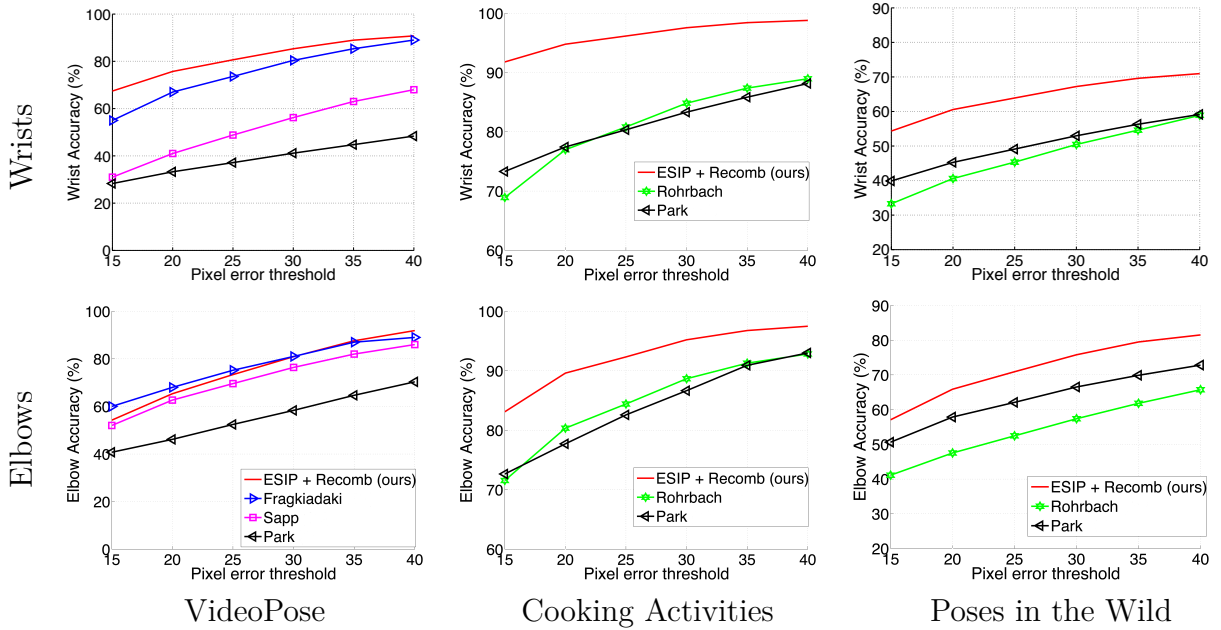 Wrists
Wrist Accuracy (%)
100
80
60
40
20
0
15 20 25 30 35 40
Pixel error threshold
Wrist Accuracy (%)
100
90
80
70
60
15 20 25 30 35 40
Pixel error threshold
ESIP + Recomb (ours)
Rohrbach
Park
Wrist Accuracy (%)
90
80
70
60
50
40
30
20
15 20 25 30 35 40
Pixel error threshold
Elbows
Elbow Accuracy (%)
100
80
60
40
20
0
15 20 25 30 35 40
Pixel error threshold
ESIP + Recomb (ours)
Fragkiadaki
Sapp
Park
Elbow Accuracy (%)
100
90
80
70
60
15 20 25 30 35 40
Pixel error threshold
ESIP + Recomb (ours)
Rohrbach
Park
Elbow Accuracy (%)
90
80
70
60
50
40
30
20
15 20 25 30 35 40
Pixel error threshold
ESIP + Recomb (ours)
Rohrbach
Park
VideoPose
Cooking Activities
Poses in the Wild